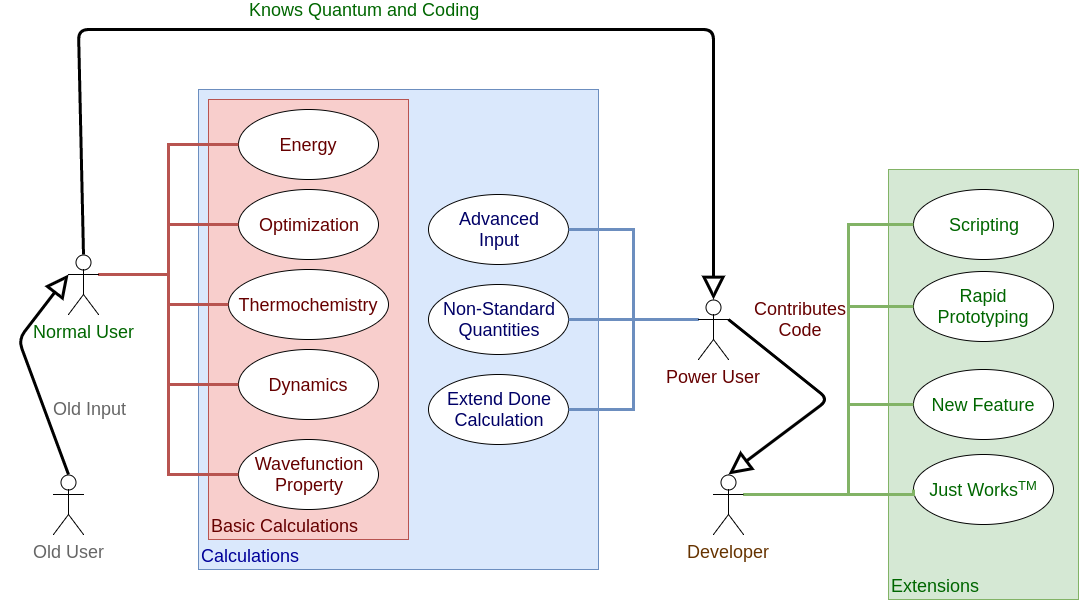 Knows Quantum and Coding
Energy
Optimization
Thermochemistry
Dynamics
Wavefunction
Property
Basic Calculations
Calculations
Advanced
Input
Non-Standard
Quantities
Extend Done
Calculation
Normal User
Old Input
Old User
Power User
Contributes
Code
Developer
Scripting
Rapid
Prototyping
New Feature
Just Works™
Extensions